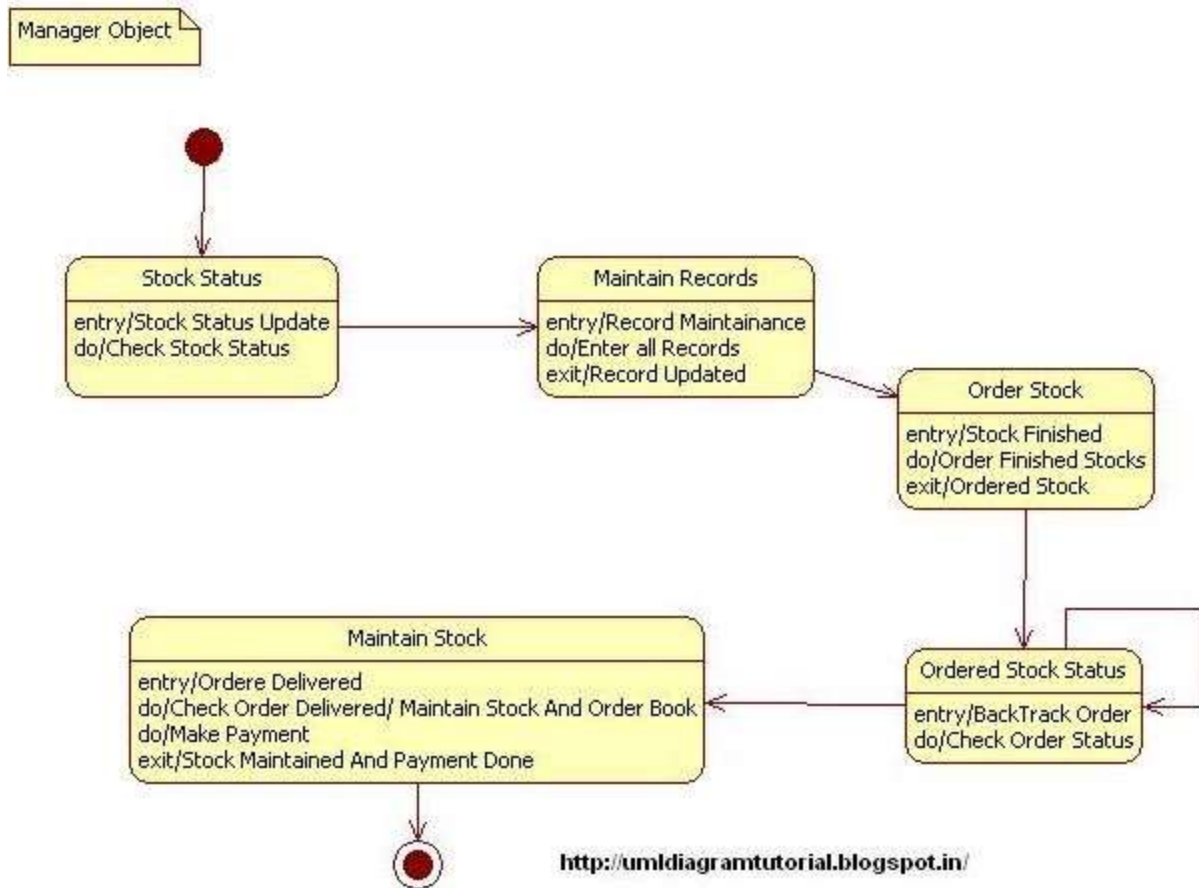 Manager Object
Stock Status
entry/Stock Status Update
do/Check Stock Status
Maintain Records
entry/Record Maintainance
do/Enter all Records
exit/Record Updated
Order Stock
entry/Stock Finished
do/Order Finished Stocks
exit/Ordered Stock
Maintain Stock
entry/Ordere Delivered
do/Check Order Delivered/ Maintain Stock And Order Book
do/Make Payment
exit/Stock Maintained And Payment Done
Ordered Stock Status
entry/BackTrack Order
do/Check Order Status
http://umldiagramtutorial.blogspot.in/